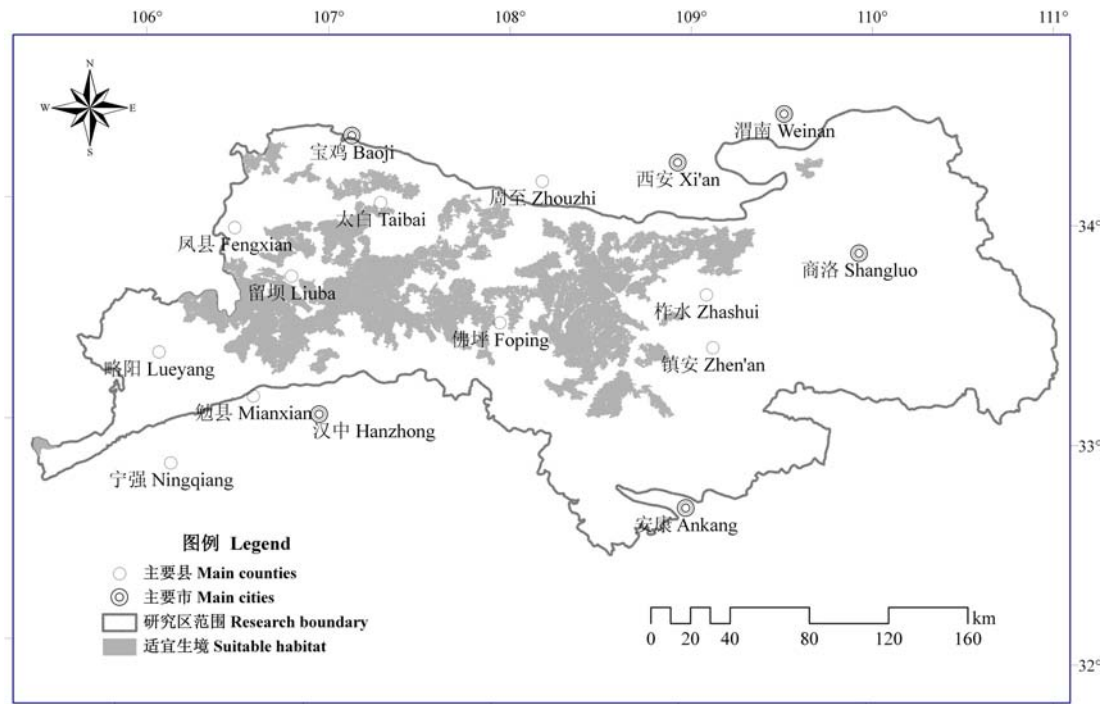 106° 107° 108° 109° 110° 111°
N
W E
S
渭南 Weinan
宝鸡 Baoji
西安 Xi'an
周至 Zhouzhi
太白 Taibai
34°
凤县 Fengxian
商洛 Shangluo
留坝 Liuba
柞水 Zhashui
佛坪 Foping
略阳 Lueyang
镇安 Zhen'an
勉县 Mianxian
汉中 Hanzhong
33°
宁强 Ningqiang
安康 Ankang
图例 Legend
主要县 Main counties
主要市 Main cities
研究区范围 Research boundary
适宜生境 Suitable habitat
km
0 20 40 80 120 160
32°